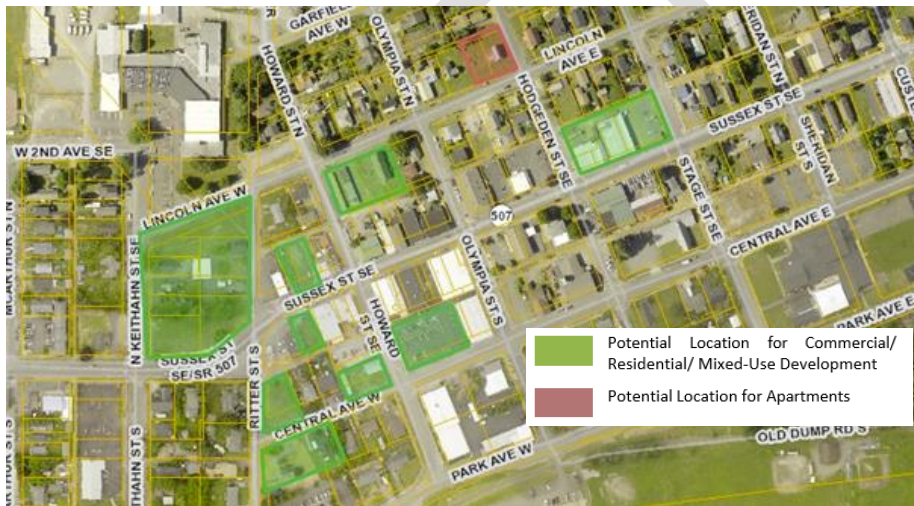 GARFIELD
AVE W
OLYMPIA ST N
HOWARD ST N
LINCOLN
AVE E
HODGEDEN ST SE
SHERIDAN
ST S
SUSSEX ST SE
W 2ND AVE SE
LINCOLN AVE W
MCARTHUR ST N
N KEITHAHN ST SE
507
STAGE ST SE
CENTRAL AVE E
SUSSEX ST SE
OLYMPIA ST S
HOWARD
ST SE
PARK AVE E
SUSSEX ST
SE/SR 507
RITTER ST S
CENTRAL AVE W
PARK AVE W
OLD DUMP RD S
Potential Location for Commercial/
Residential/ Mixed-Use Development
Potential Location for Apartments